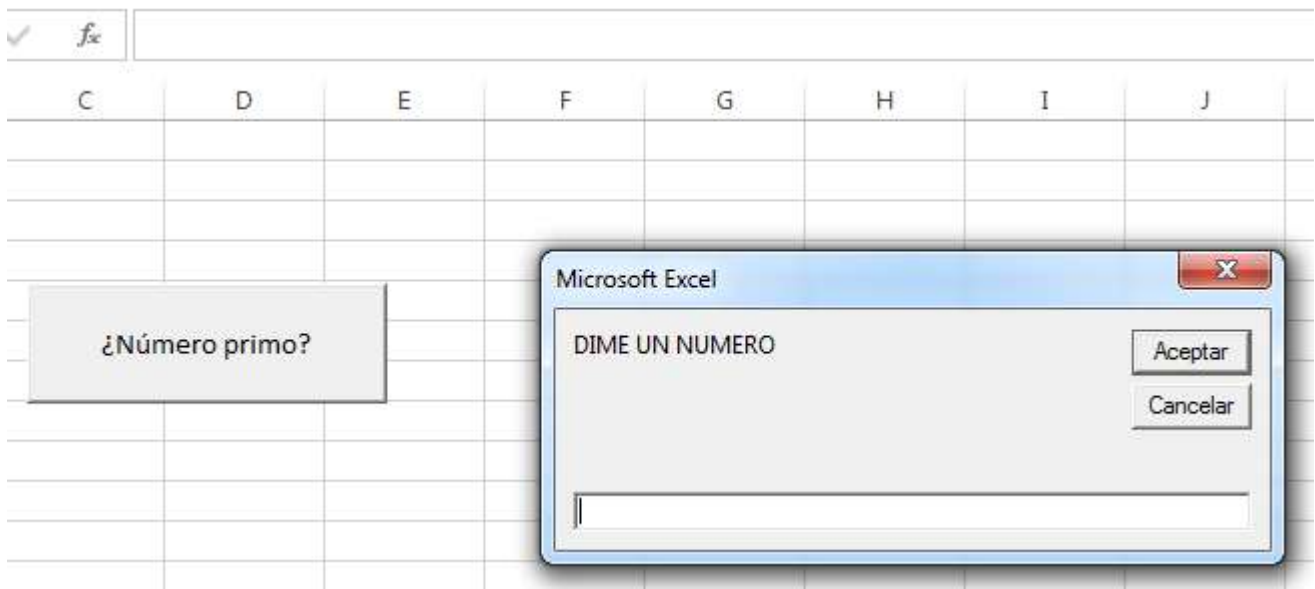 fx
C D E F G H I J
Microsoft Excel
¿Número primo?
DIME UN NUMERO
Aceptar
Cancelar